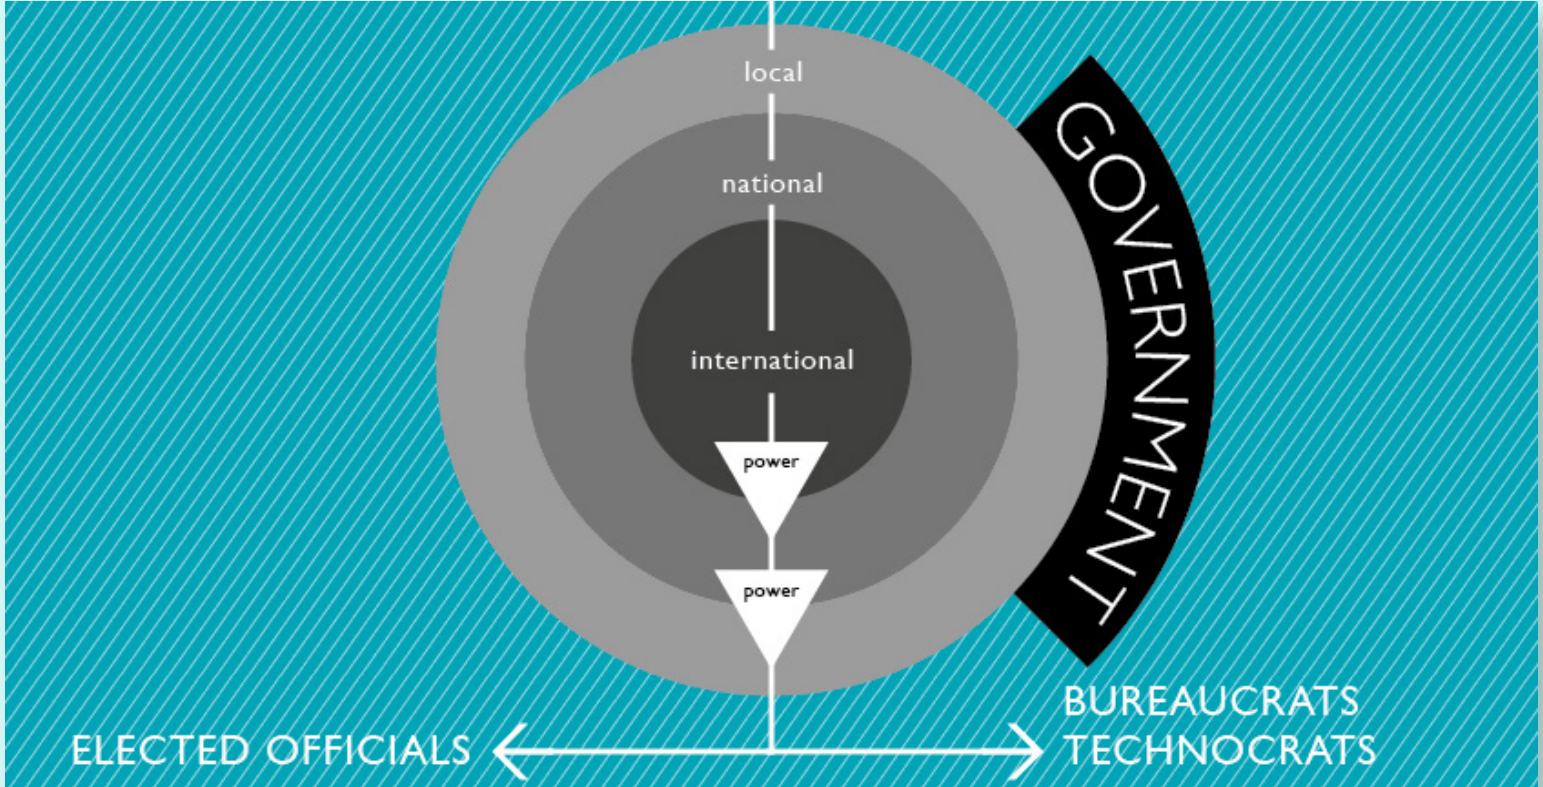 local
national
international
power
power
GOVERNMENT
ELECTED OFFICIALS
BUREAUCRATS
TECHNOCRATS